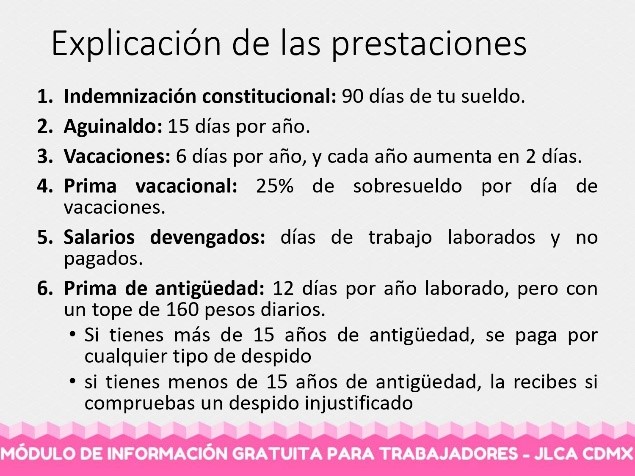 Explicación de las prestaciones
1. Indemnización constitucional: 90 días de tu sueldo.
2. Aguinaldo: 15 días por año.
3. Vacaciones: 6 días por año, y cada año aumenta en 2 días.
4. Prima vacacional: 25% de sobresueldo por día de
vacaciones.
5. Salarios devengados: días de trabajo laborados y no
pagados.
6. Prima de antigüedad: 12 días por año laborado, pero con
un tope de 160 pesos diarios.
• Si tienes más de 15 años de antigüedad, se paga por
cualquier tipo de despido
• si tienes menos de 15 años de antigüedad, la recibes si
compruebas un despido injustificado
MÓDULO DE INFORMACIÓN GRATUITA PARA TRABAJADORES - JLCA CDMX